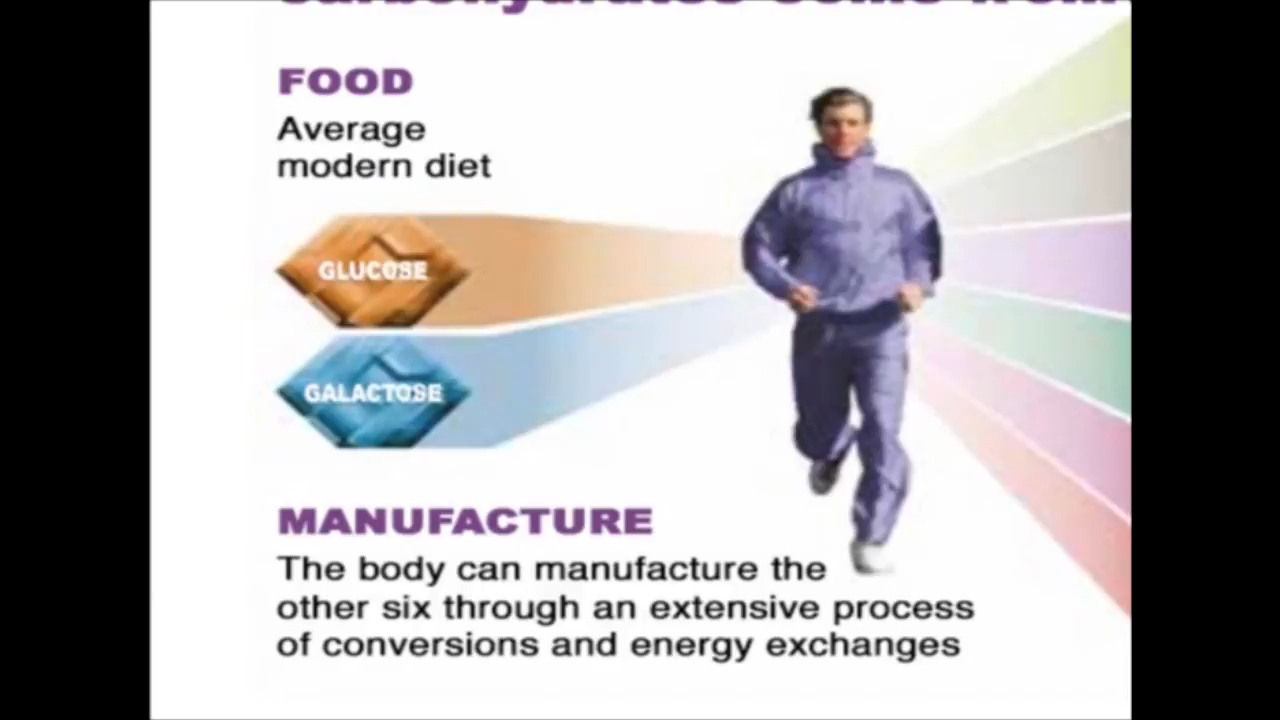 FOOD
Average
modern diet
GLUCOSE
GALACTOSE
MANUFACTURE
The body can manufacture the
other six through an extensive process
of conversions and energy exchanges